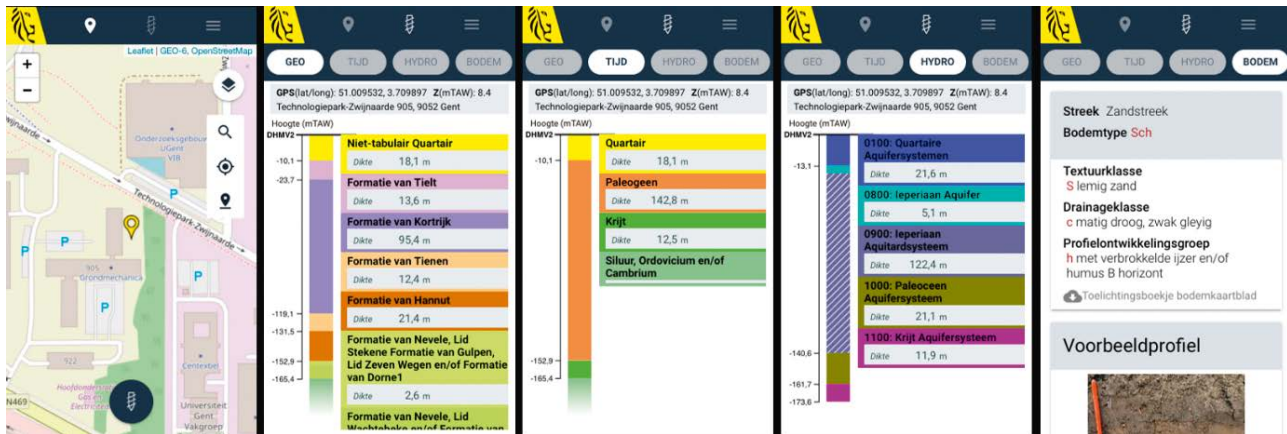 Leaflet | GEO-6, OpenStreetMap
+
−
Onderzoeksgebouw
UGent
VIB
Technologiepark-Zwijnaarde
P
P
P
P
P
905
Grondmechanica
922
Hoofdonderstation
Gas en
Electriciteit
N469
Centexbel
Universiteit
Gent
Vakgroep
GEO TIJD HYDRO BODEM
GPS(lat/long): 51.009532, 3.709897 Z(mTAW): 8.4
Technologiepark-Zwijnaarde 905, 9052 Gent
Hoogte (mTAW)
DHMV2
Niet-tabulair Quartair
Dikte 18,1 m
-10,1
Formatie van Tielt
-23,7
Dikte 13,6 m
Formatie van Kortrijk
Dikte 95,4 m
Formatie van Tienen
Dikte 12,4 m
Formatie van Hannut
-119,1
Dikte 21,4 m
-131,5
Formatie van Nevele, Lid
Stekene Formatie van Gulpen,
-152,9
Lid Zeven Wegen en/of Formatie
-165,4
van Dorne1
Dikte 2,6 m
Formatie van Nevele, Lid
Wachtebeke en/of Formatie van
GEO TIJD HYDRO BODEM
GPS(lat/long): 51.009532, 3.709897 Z(mTAW): 8.4
Technologiepark-Zwijnaarde 905, 9052 Gent
Hoogte (mTAW)
DHMV2
Quartair
Dikte 18,1 m
-10,1
Paleogeen
Dikte 142,8 m
Krijt
Dikte 12,5 m
Siluur, Ordovicium en/of
Cambrium
-152,9
-165,4
GEO TIJD HYDRO BODEM
GPS(lat/long): 51.009532, 3.709897 Z(mTAW): 8.4
Technologiepark-Zwijnaarde 905, 9052 Gent
Hoogte (mTAW)
DHMV2
0100: Quartaire
Aquifersystemen
-13,1
Dikte 21,6 m
0800: Ieperiaan Aquifer
Dikte 5,1 m
0900: Ieperiaan
Aquitardsysteem
Dikte 122,4 m
1000: Paleoceen
Aquifersysteem
Dikte 21,1 m
1100: Krijt Aquifersysteem
-140,6
Dikte 11,9 m
-161,7
-173,6
GEO TIJD HYDRO BODEM
Streek Zandstreek
Bodemtype Sch
Textuurklasse
S lemig zand
Drainageklasse
c matig droog, zwak gleyig
Profielontwikkelingsgroep
h met verbrokkelde ijzer en/of
humus B horizont
Toelichtingsboekje bodemkaartblad
Voorbeeldprofiel